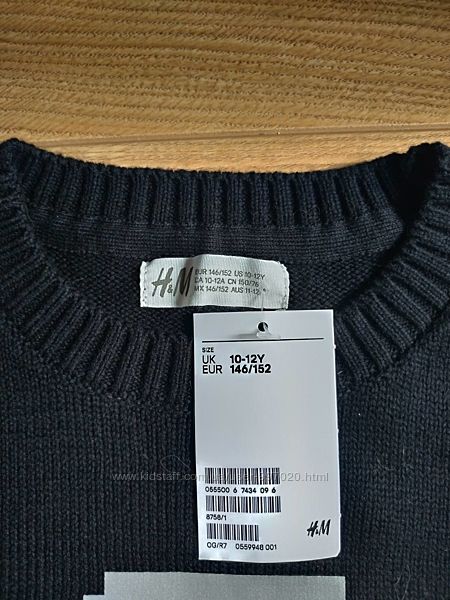 H&M
EUR 146/152 US 10-12Y
CA 10-12A CN 150/76
MX 146/152 AUS 11-12
SIZE
UK 10-12Y
EUR 146/152
055500 6 7434 09 6
8758/1
OG/R7 0559948 001
H&M